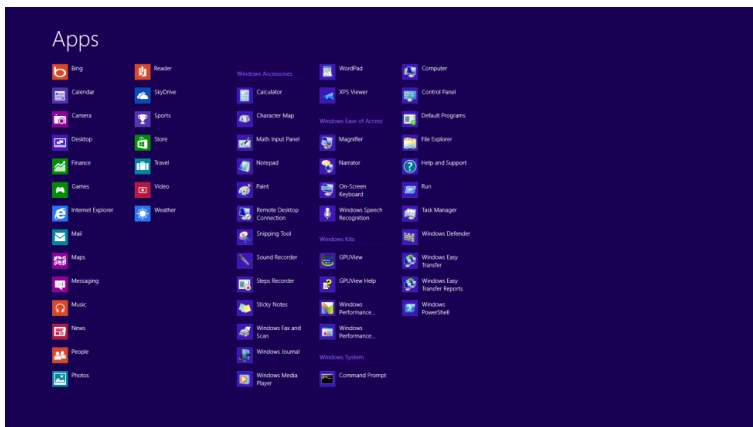 Apps
Bing
Calendar
Camera
Desktop
Finance
Games
Internet Explorer
Mail
Maps
Messaging
Music
News
People
Photos
Reader
SkyDrive
Sports
Store
Travel
Video
Weather
Windows Accessories
Calculator
Character Map
Math Input Panel
Notepad
Paint
Remote Desktop
Connection
Snipping Tool
Sound Recorder
Steps Recorder
Sticky Notes
Windows Fax and
Scan
Windows Journal
Windows Media
Player
WordPad
XPS Viewer
Windows Ease of Access
Magnifier
Narrator
On-Screen
Keyboard
Windows Speech
Recognition
Windows Kits
GPUView
GPUView Help
Windows
Performance...
Windows
Performance...
Windows System
Command Prompt
Computer
Control Panel
Default Programs
File Explorer
Help and Support
Run
Task Manager
Windows Defender
Windows Easy
Transfer
Windows Easy
Transfer Reports
Windows
PowerShell